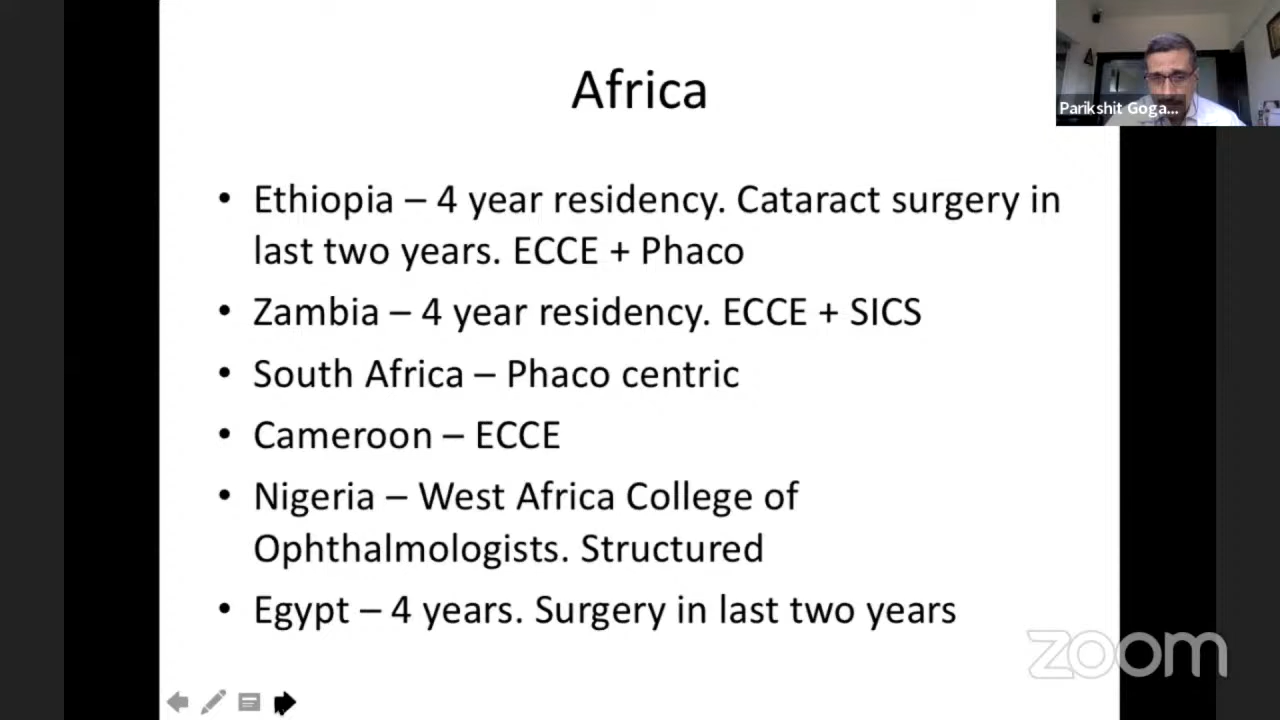 Africa
Parikshit Goga...
• Ethiopia – 4 year residency. Cataract surgery in
last two years. ECCE + Phaco
• Zambia – 4 year residency. ECCE + SICS
• South Africa – Phaco centric
• Cameroon – ECCE
• Nigeria – West Africa College of
Ophthalmologists. Structured
• Egypt – 4 years. Surgery in last two years
zoom